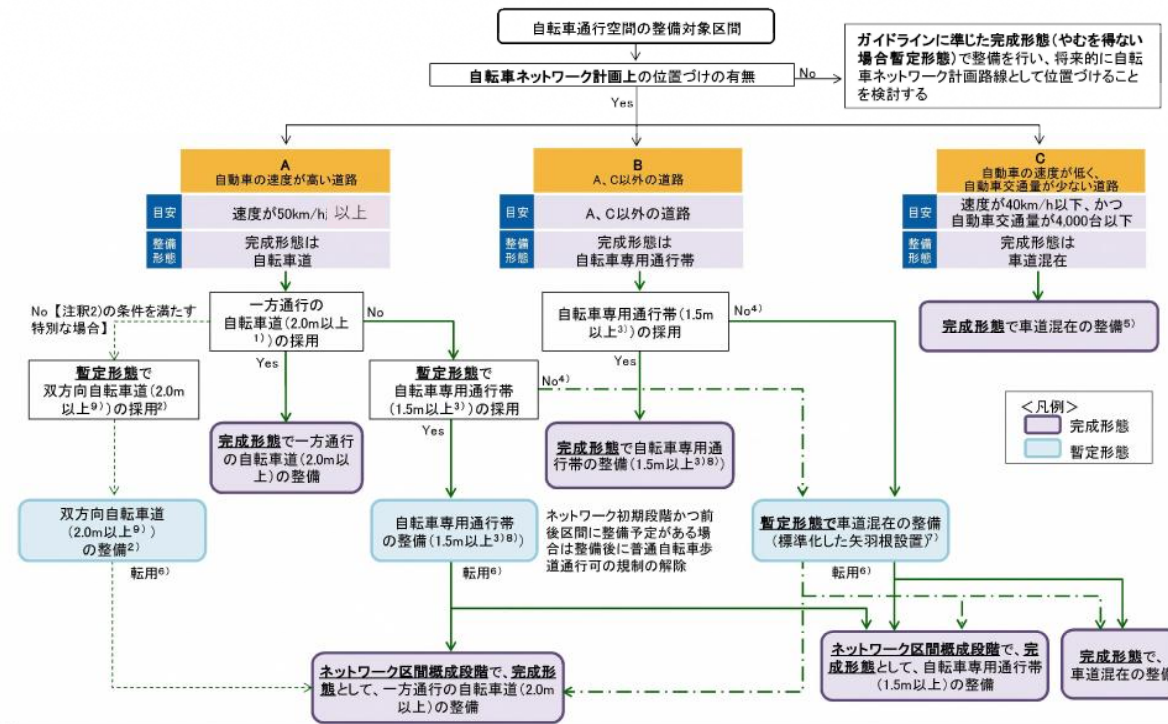 自転車通行空間の整備対象区間
自転車ネットワーク計画上の位置づけの有無
No
ガイドラインに準じた完成形態(やむを得ない
場合暫定形態)で整備を行い、将来的に自転
車ネットワーク計画路線として位置づけること
を検討する
Yes
A
自動車の速度が高い道路
目安
速度が50km/h 以上
整備
形態
完成形態は
自転車道
B
A、C以外の道路
目安
A、C以外の道路
整備
形態
完成形態は
自転車専用通行帯
C
自動車の速度が低く、
自動車交通量が少ない道路
目安
速度が40km/h以下、かつ
自動車交通量が4,000台以下
整備
形態
完成形態は
車道混在
No【注釈2)の条件を満たす
特別な場合】
一方通行の
自転車道(2.0m以上
1))の採用
No
Yes
自転車専用通行帯(1.5m
以上3))の採用
No4)
Yes
完成形態で車道混在の整備5)
暫定形態で
双方向自転車道(2.0m
以上9))の採用2)
暫定形態で
自転車専用通行帯
(1.5m以上3))の採用
No4)
Yes
完成形態で一方通行
の自転車道(2.0m以
上)の整備
完成形態で自転車専用通
行帯の整備(1.5m以上3)8))
<凡例>
完成形態
暫定形態
双方向自転車道
(2.0m以上9))
の整備2)
転用6)
自転車専用通行帯
の整備(1.5m以上3)8))
転用6)
ネットワーク初期段階かつ前
後区間に整備予定がある場
合は整備後に普通自転車歩
道通行可の規制の解除
暫定形態で車道混在の整備
(標準化した矢羽根設置)7)
転用6)
ネットワーク区間概成段階で、完成形
態として、一方通行の自転車道(2.0m
以上)の整備
ネットワーク区間概成段階で、完
成形態として、自転車専用通行帯
(1.5m以上)の整備
完成形態で、
車道混在の整備